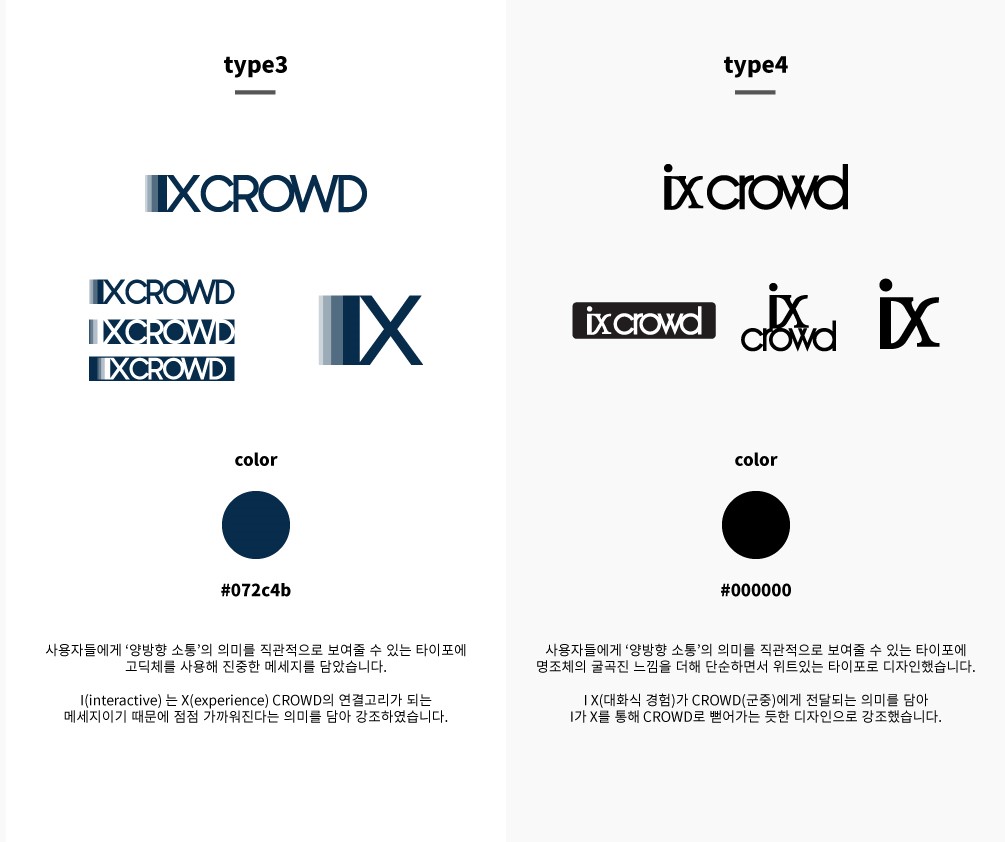 type3
IXCROWD
IXCROWD
IXCROWD
IXCROWD
IX
color
#072c4b
사용자들에게 ‘양방향 소통’의 의미를 직관적으로 보여줄 수 있는 타이포에
고딕체를 사용해 진중한 메세지를 담았습니다.
I(interactive) 는 X(experience) CROWD의 연결고리가 되는
메세지이기 때문에 점점 가까워진다는 의미를 담아 강조하였습니다.
type4
ix crowd
ix crowd
ix
crowd
ix
color
#000000
사용자들에게 ‘양방향 소통’의 의미를 직관적으로 보여줄 수 있는 타이포에
명조체의 굴곡진 느낌을 더해 단순하면서 위트있는 타이포로 디자인했습니다.
I X(대화식 경험)가 CROWD(군중)에게 전달되는 의미를 담아
I가 X를 통해 CROWD로 뻗어가는 듯한 디자인으로 강조했습니다.